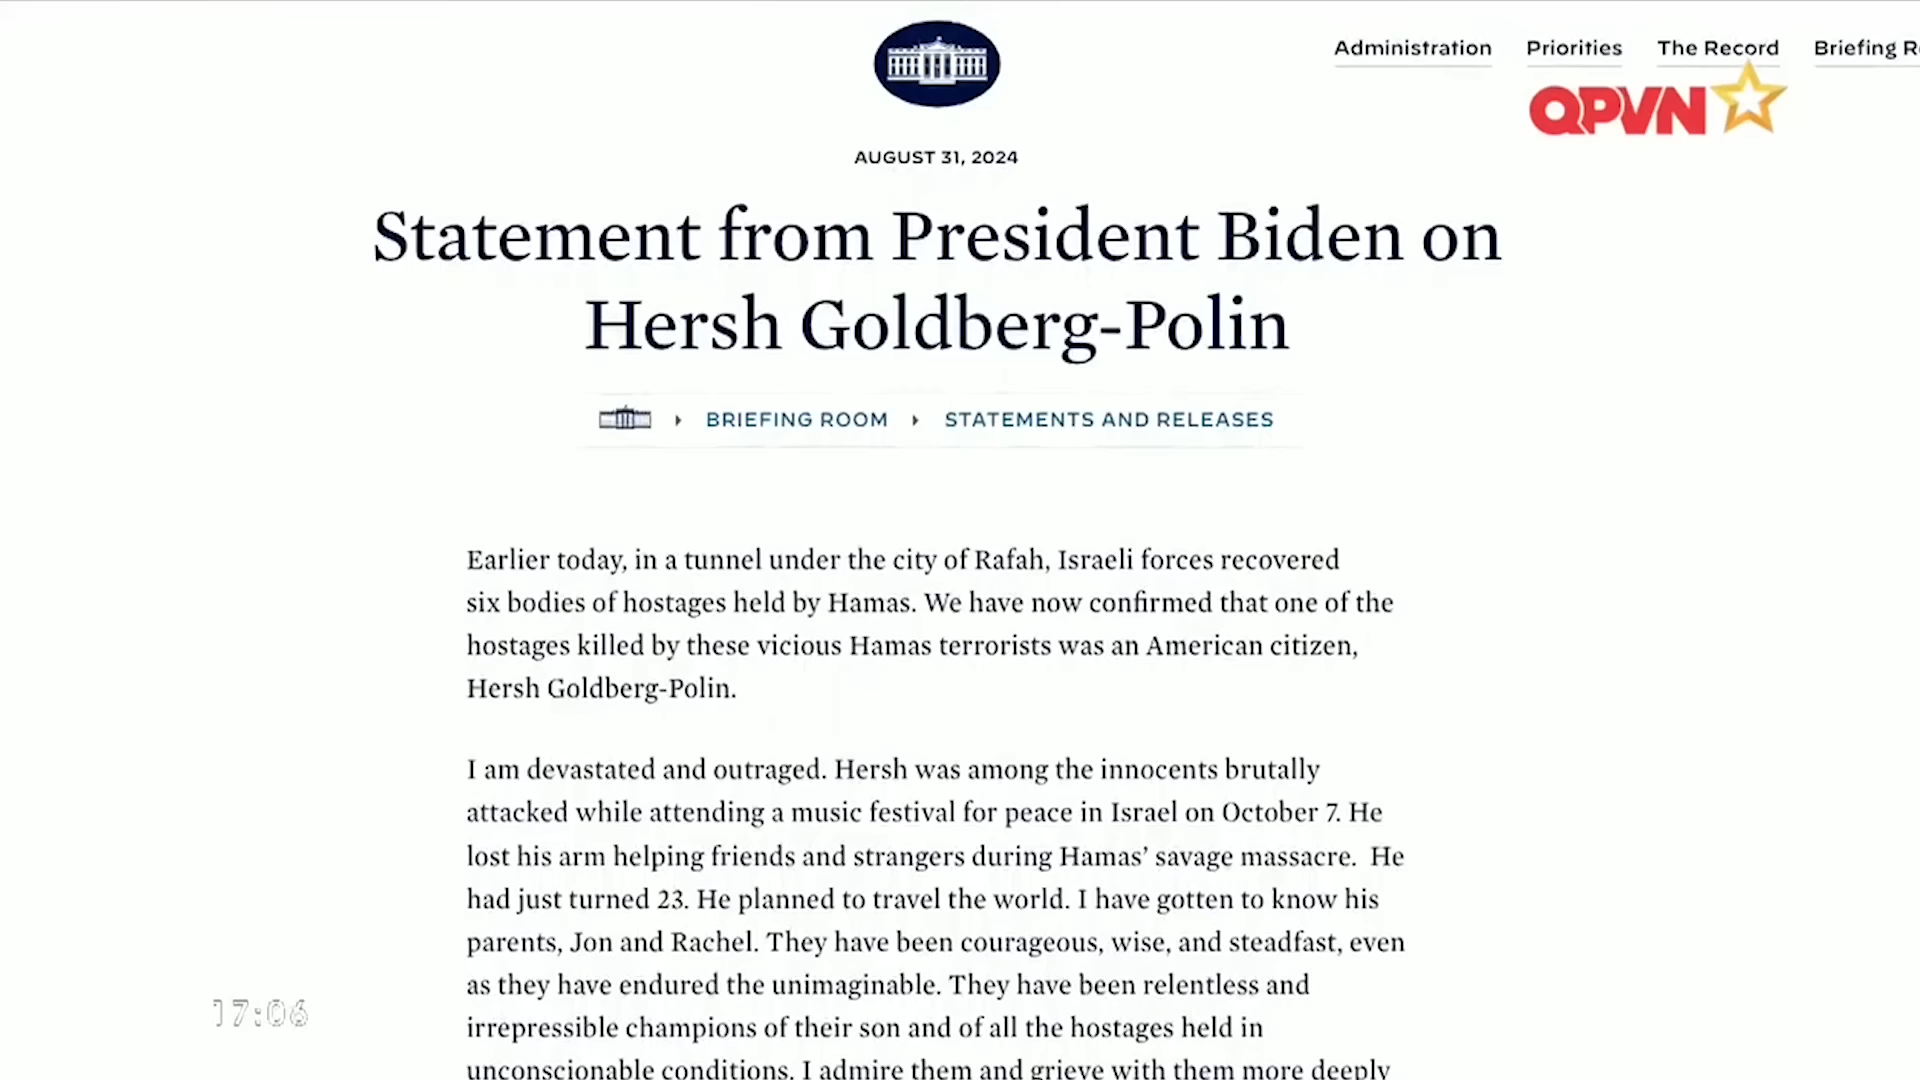 Administration Priorities The Record Briefing R
QPVN
AUGUST 31, 2024
Statement from President Biden on
Hersh Goldberg-Polin
BRIEFING ROOM STATEMENTS AND RELEASES
Earlier today, in a tunnel under the city of Rafah, Israeli forces recovered
six bodies of hostages held by Hamas. We have now confirmed that one of the
hostages killed by these vicious Hamas terrorists was an American citizen,
Hersh Goldberg-Polin.
I am devastated and outraged. Hersh was among the innocents brutally
attacked while attending a music festival for peace in Israel on October 7. He
lost his arm helping friends and strangers during Hamas’ savage massacre.  He
had just turned 23. He planned to travel the world. I have gotten to know his
parents, Jon and Rachel. They have been courageous, wise, and steadfast, even
as they have endured the unimaginable. They have been relentless and
irrepressible champions of their son and of all the hostages held in
unconscionable conditions. I admire them and grieve with them more deeply
17:06